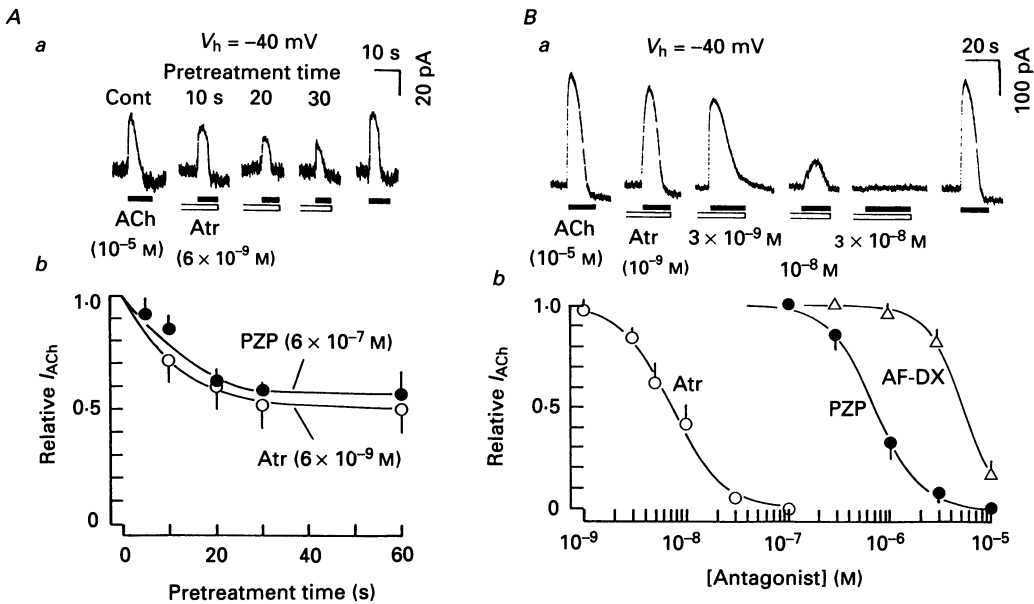 A
a
Vh = –40 mV
10 s
20 pA
Pretreatment time
Cont 10 s 20 30
ACh
(10⁻⁵ M)
Atr
(6 × 10⁻⁹ M)
b
1·0
0·5
0
Relative IACh
PZP (6 × 10⁻⁷ M)
Atr (6 × 10⁻⁹ M)
0 20 40 60
Pretreatment time (s)
B
a
Vh = –40 mV
20 s
100 pA
ACh
(10⁻⁵ M)
Atr
(10⁻⁹ M)
3 × 10⁻⁹ M
10⁻⁸ M
3 × 10⁻⁸ M
b
1·0
0·5
0
Relative IACh
Atr
PZP
AF-DX
10⁻⁹ 10⁻⁸ 10⁻⁷ 10⁻⁶ 10⁻⁵
[Antagonist] (M)